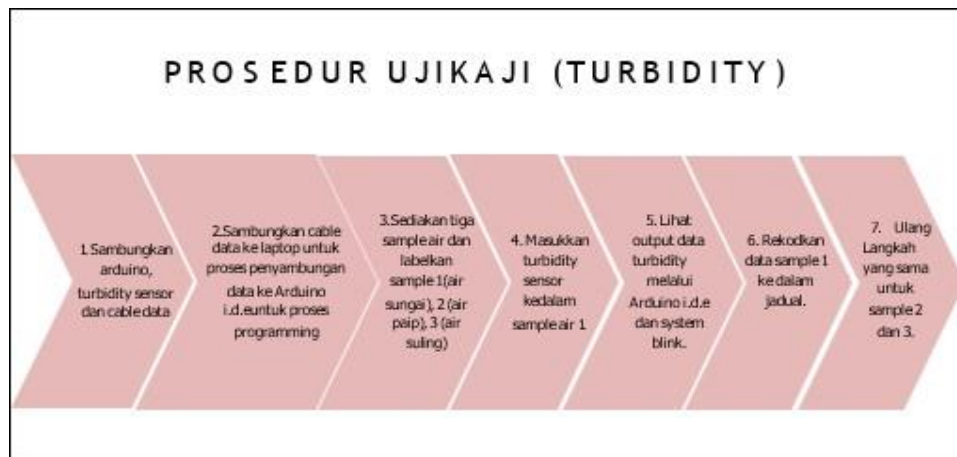 PROSEDUR UJIKAJI (TURBIDITY)
1.Sambungkan
arduino,
turbidity sensor
dan cable data
2.Sambungkan cable
data ke laptop untuk
proses penyambungan
data ke Arduino
i.d.euntuk proses
programming
3.Sediakan tiga
sample air dan
labelkan
sample 1(air
sungai), 2 (air
paip), 3 (air
suling)
4. Masukkan
turbidity
sensor
kedalam
sample air 1
5. Lihat
output data
turbidity
melalui
Arduino i.d.e
dan system
blink.
6. Rekodkan
data sample 1
ke dalam
jadual.
7. Ulang
Langkah
yang sama
untuk
sample 2
dan 3.